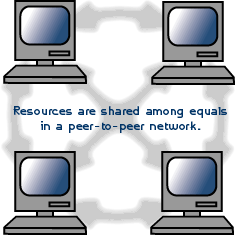 Resources are shared among equals
in a peer-to-peer network.